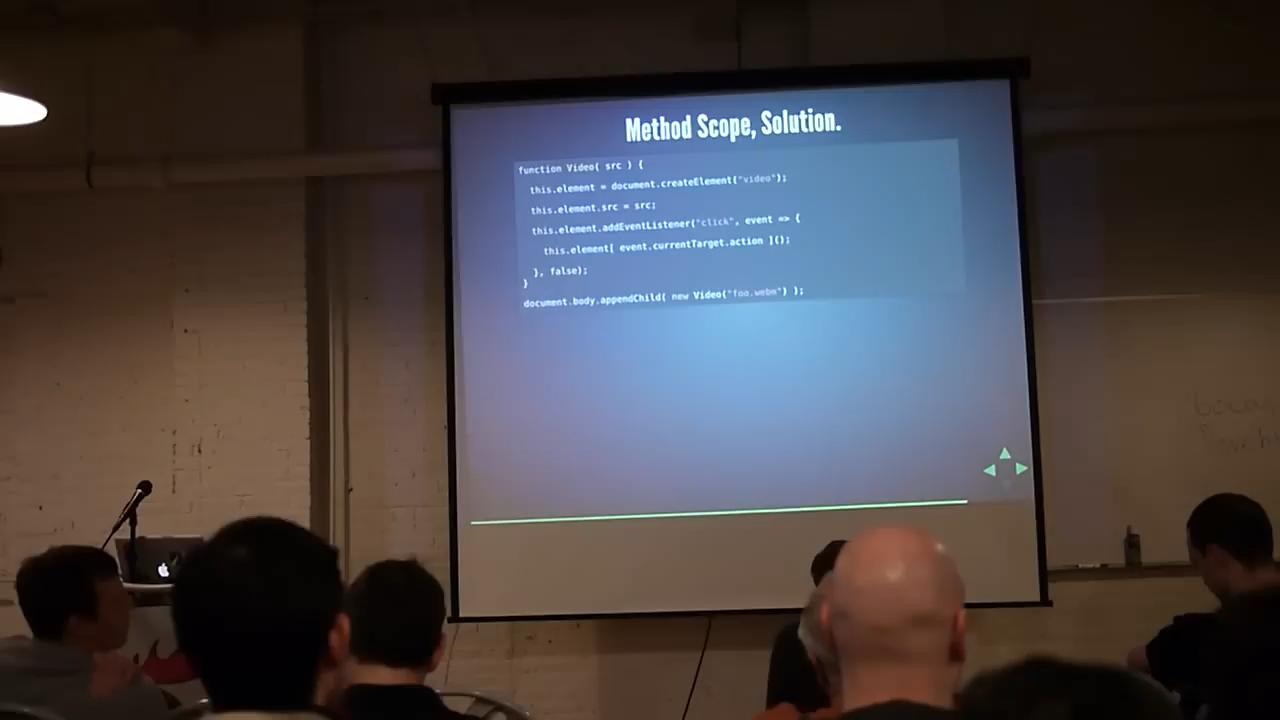 Method Scope, Solution.
function Video( src ) {
this.element = document.createElement("video");
this.element.src = src;
this.element.addEventListener("click", event => {
this.element[ event.currentTarget.action ]();
}, false);
}
document.body.appendChild( new Video("foo.webm") );